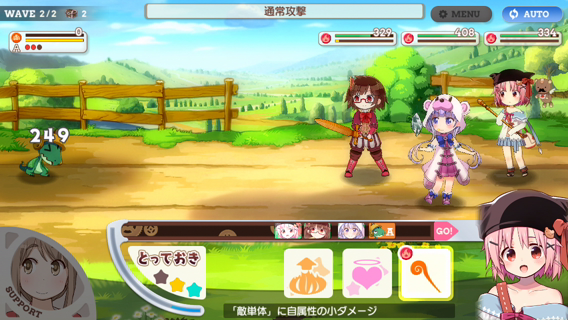 WAVE 2/2 2
通常攻撃
MENU
AUTO
0
A
329
408
334
249
A
GO!
とっておき
SUPPORT
「敵単体」に自属性の小ダメージ